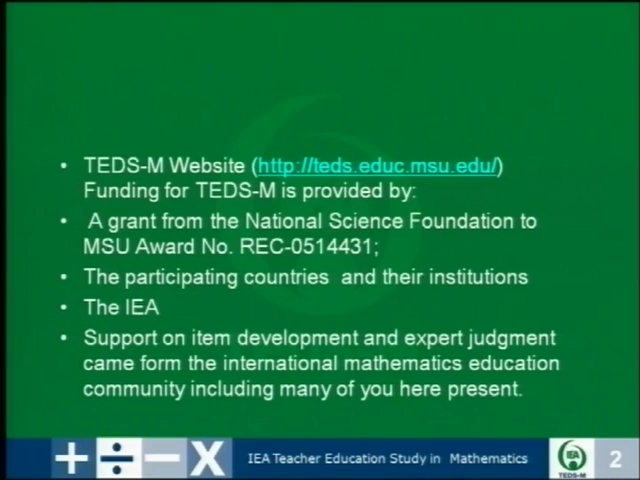 • TEDS-M Website (http://teds.educ.msu.edu/)
Funding for TEDS-M is provided by:
• A grant from the National Science Foundation to
MSU Award No. REC-0514431;
• The participating countries and their institutions
• The IEA
• Support on item development and expert judgment
came form the international mathematics education
community including many of you here present.
+ ÷ − X IEA Teacher Education Study in Mathematics IEA 2
TEDS-M